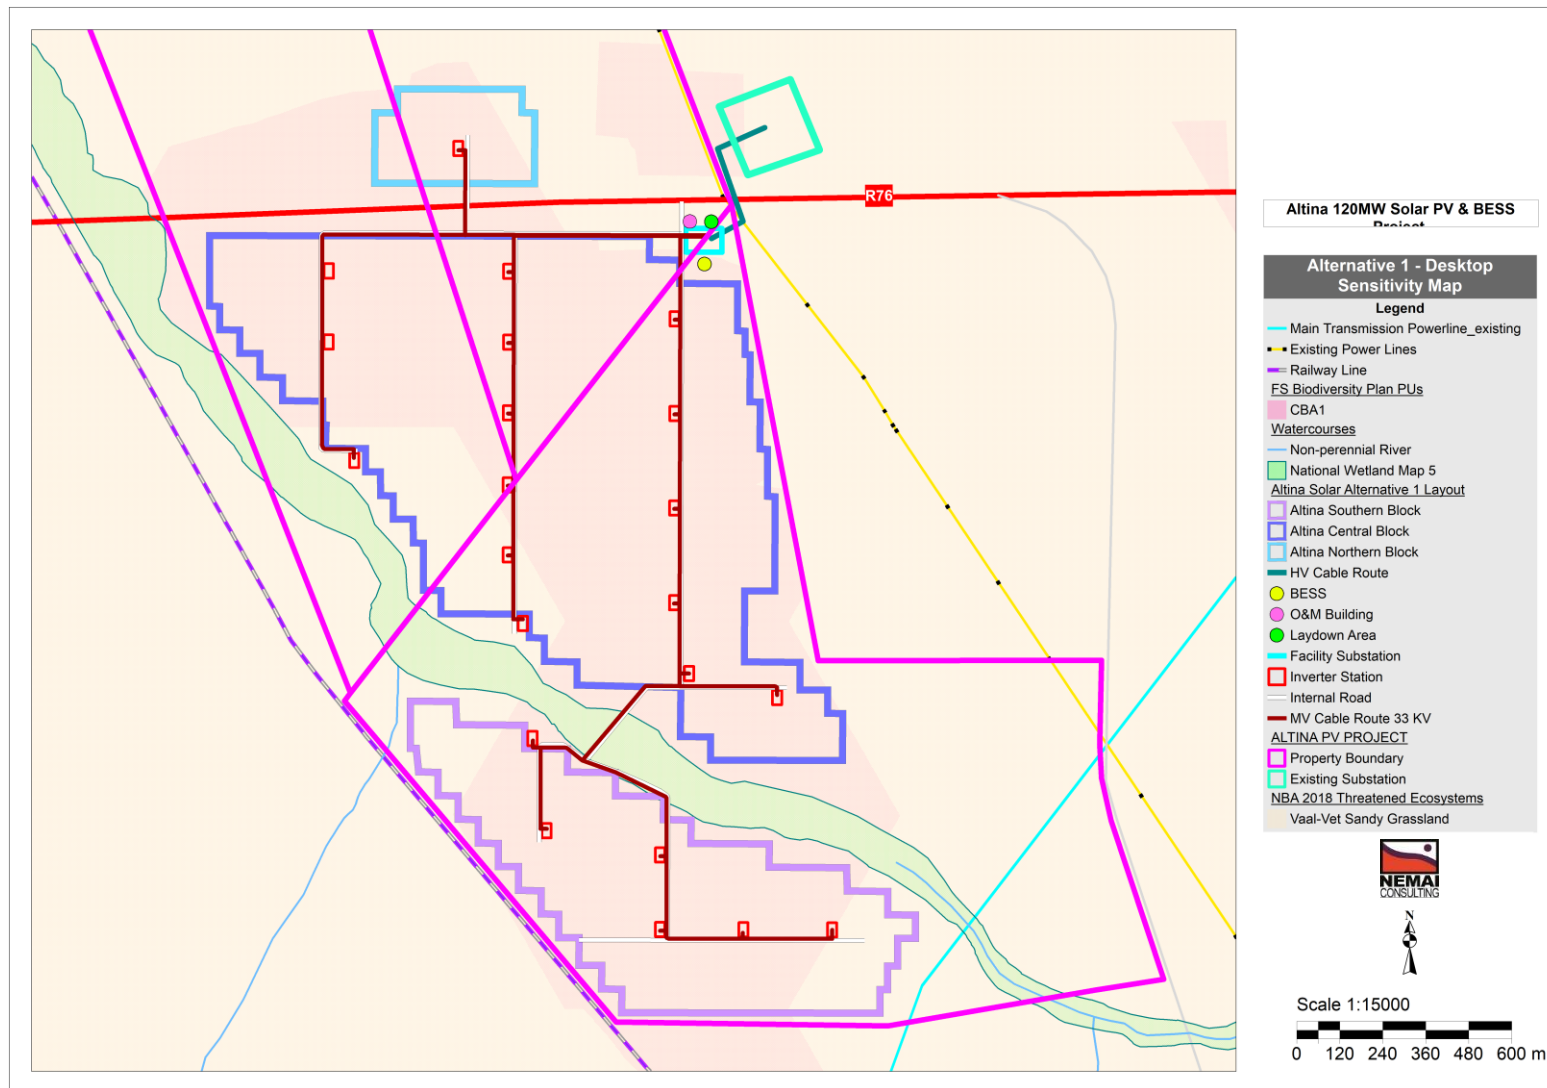 R76
Altina 120MW Solar PV & BESS
Project
Alternative 1 - Desktop
Sensitivity Map
Legend
Main Transmission Powerline_existing
Existing Power Lines
Railway Line
FS Biodiversity Plan PUs
CBA1
Watercourses
Non-perennial River
National Wetland Map 5
Altina Solar Alternative 1 Layout
Altina Southern Block
Altina Central Block
Altina Northern Block
HV Cable Route
BESS
O&M Building
Laydown Area
Facility Substation
Inverter Station
Internal Road
MV Cable Route 33 KV
ALTINA PV PROJECT
Property Boundary
Existing Substation
NBA 2018 Threatened Ecosystems
Vaal-Vet Sandy Grassland
NEMAI
CONSULTING
N
Scale 1:15000
0 120 240 360 480 600 m